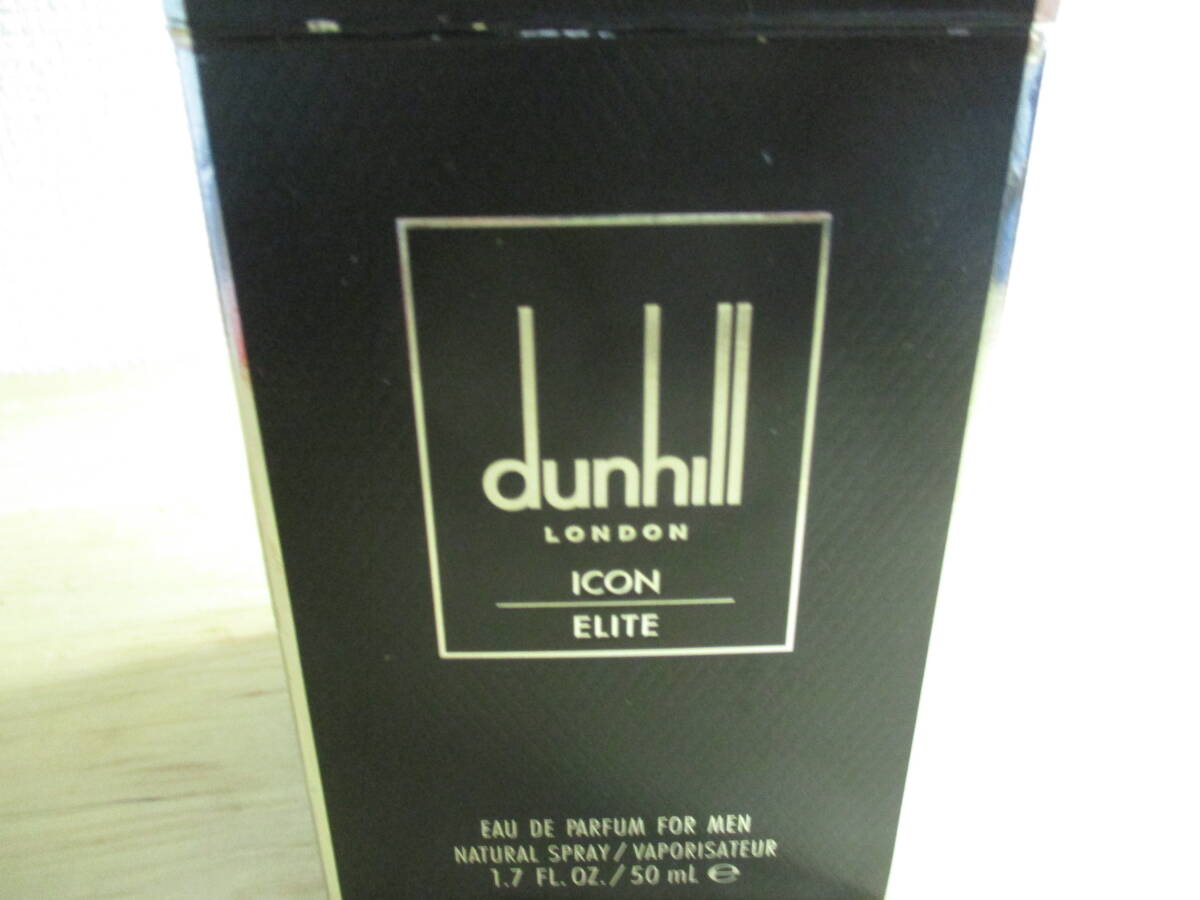 dunhill
LONDON
ICON
ELITE
EAU DE PARFUM FOR MEN
NATURAL SPRAY/VAPORISATEUR
1.7 FL. OZ./50 mL ℮